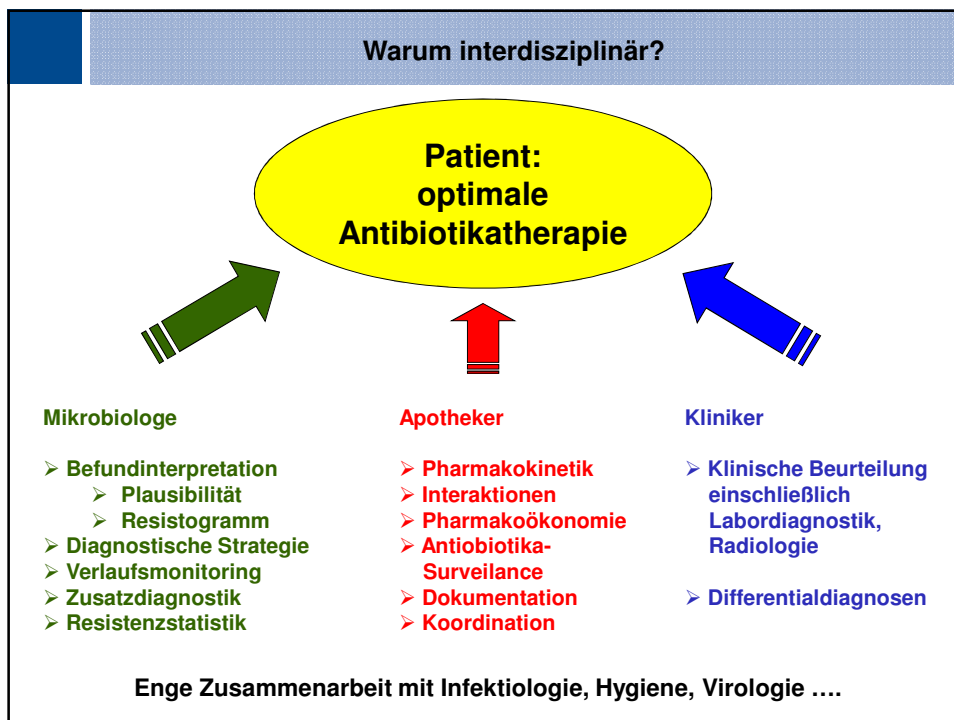 Warum interdisziplinär?
Patient:
optimale
Antibiotikatherapie
Mikrobiologe
➢ Befundinterpretation
➢ Plausibilität
➢ Resistogramm
➢ Diagnostische Strategie
➢ Verlaufsmonitoring
➢ Zusatzdiagnostik
➢ Resistenzstatistik
Apotheker
➢ Pharmakokinetik
➢ Interaktionen
➢ Pharmakoökonomie
➢ Antiobiotika-
Surveilance
➢ Dokumentation
➢ Koordination
Kliniker
➢ Klinische Beurteilung
einschließlich
Labordiagnostik,
Radiologie
➢ Differentialdiagnosen
Enge Zusammenarbeit mit Infektiologie, Hygiene, Virologie ….